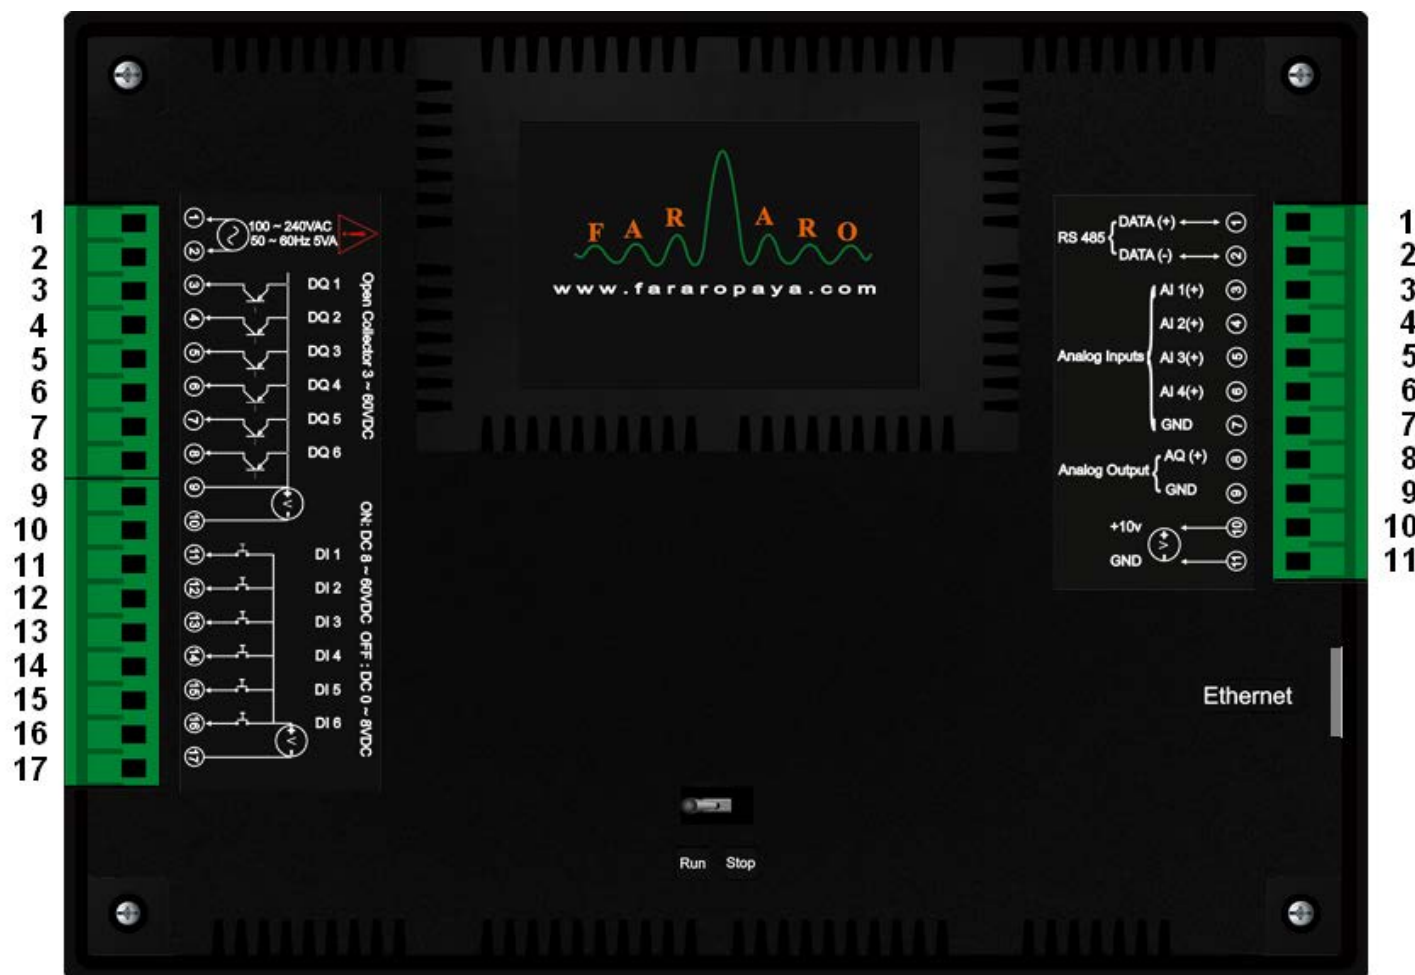 1
2
3
4
5
6
7
8
9
10
11
12
13
14
15
16
17
1
2
100 ~ 240VAC
50 ~ 60Hz 5VA
3 DQ 1
4 DQ 2
5 DQ 3
6 DQ 4
7 DQ 5
8 DQ 6
9
10
V
Open Collector 3 ~ 60VDC
11 DI 1
12 DI 2
13 DI 3
14 DI 4
15 DI 5
16 DI 6
17
V
ON: DC 8 ~ 60VDC OFF : DC 0 ~ 8VDC
FARARO
www.fararopaya.com
Run Stop
RS 485
DATA (+) 1
DATA (-) 2
Analog Inputs
AI 1(+) 3
AI 2(+) 4
AI 3(+) 5
AI 4(+) 6
GND 7
Analog Output
AQ (+) 8
GND 9
+10v 10
V
GND 11
Ethernet
1
2
3
4
5
6
7
8
9
10
11